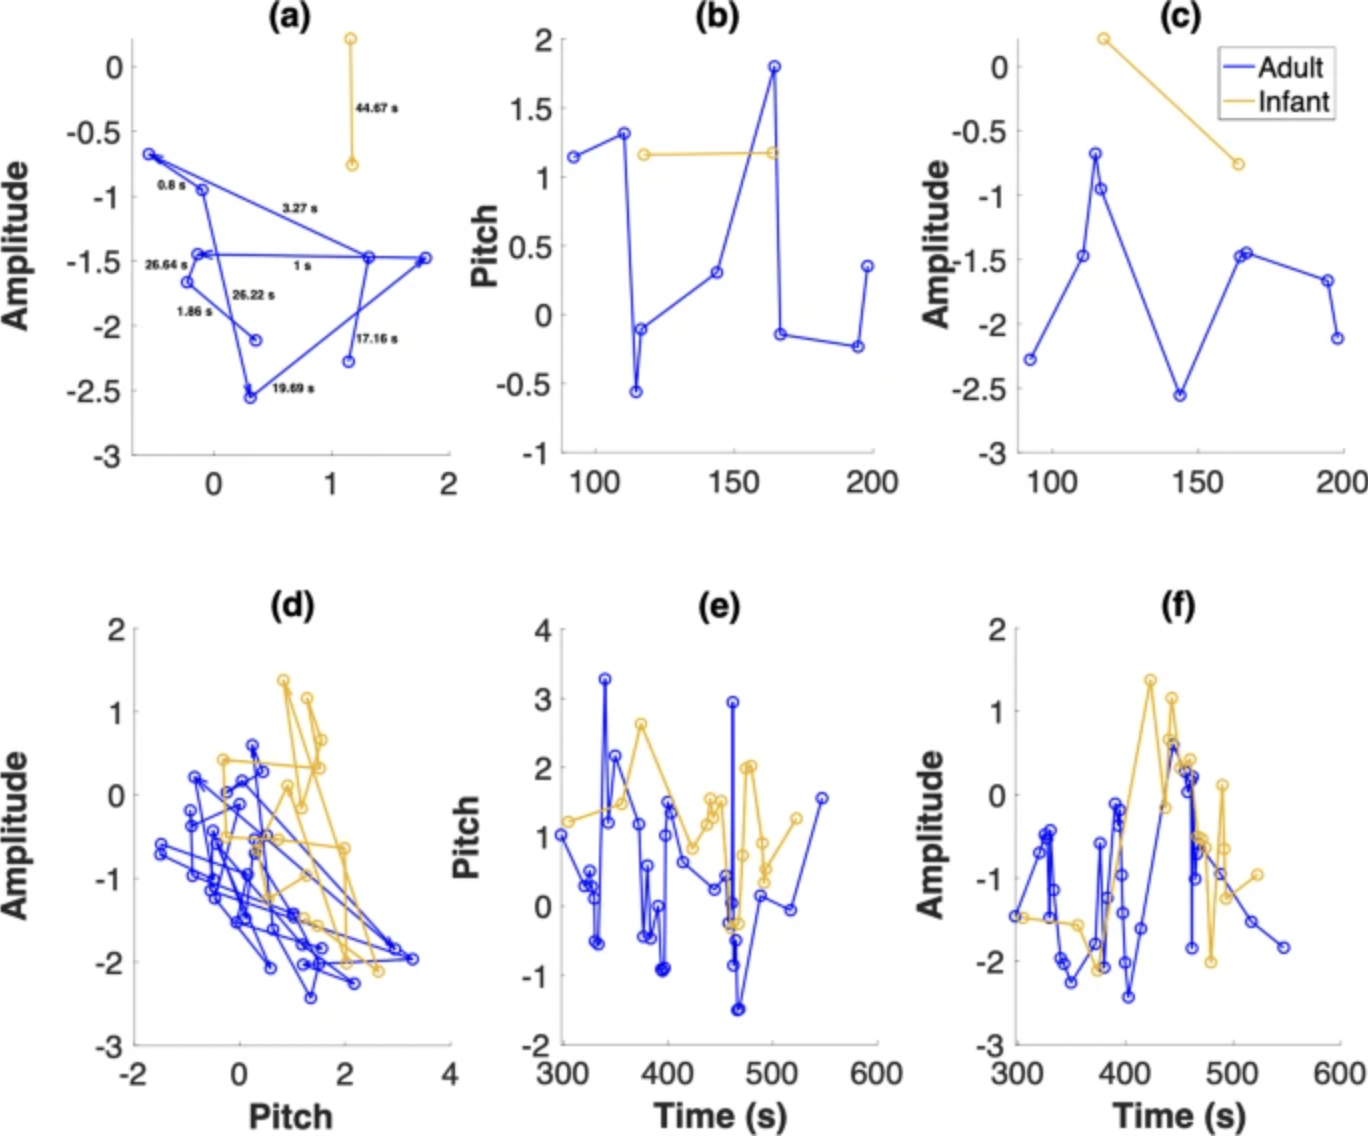 (a)
0
-0.5
-1
-1.5
-2
-2.5
-3
Amplitude
44.67 s
0.8 s
3.27 s
26.64 s
1 s
26.22 s
1.86 s
17.16 s
19.69 s
0 1 2
(b)
2
1.5
1
0.5
0
-0.5
-1
Pitch
100 150 200
(c)
0
-0.5
-1
-1.5
-2
-2.5
-3
Amplitude
Adult
Infant
100 150 200
(d)
2
1
0
-1
-2
-3
Amplitude
-2 0 2 4
Pitch
(e)
4
3
2
1
0
-1
-2
Pitch
300 400 500 600
Time (s)
(f)
2
1
0
-1
-2
-3
Amplitude
300 400 500 600
Time (s)